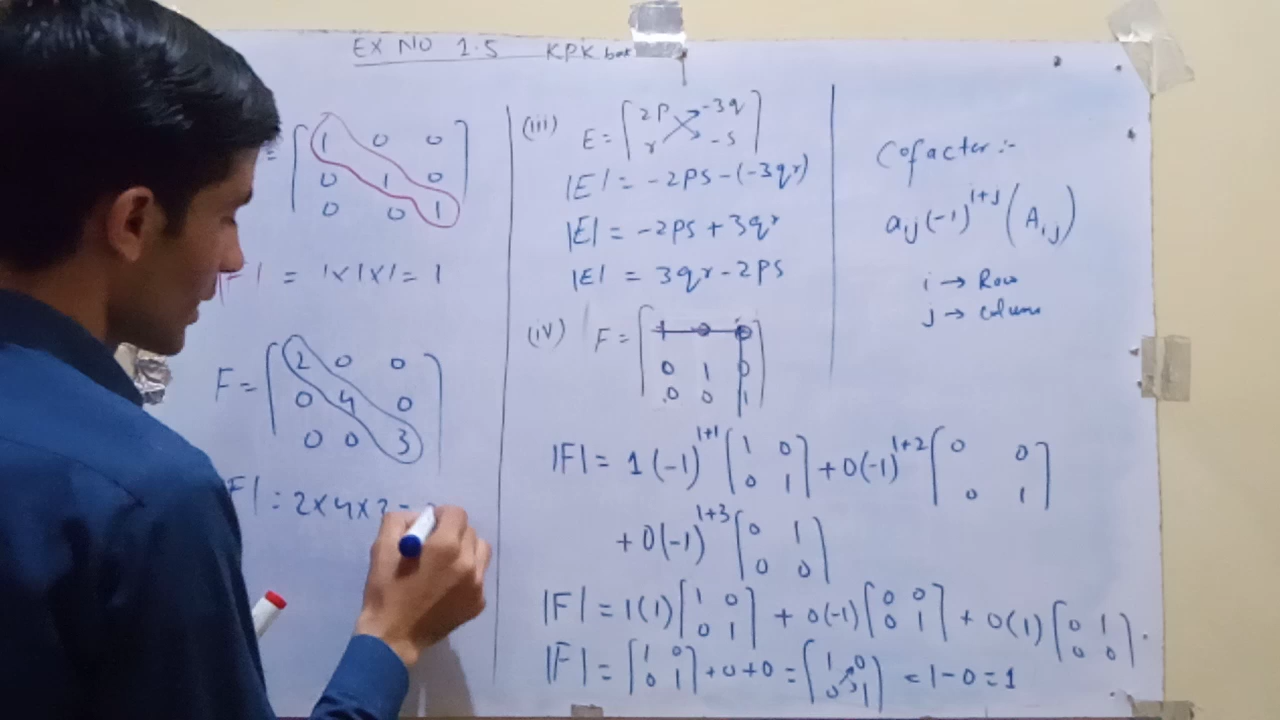 EX NO 1.5 KPK
= [ 1 0 0
0 1 0
0 0 1 ]
|F| = 1×1×1 = 1
F = [ 2 0 0
0 4 0
0 0 3 ]
F| = 2×4×3 =
(iii) E = [ 2P -3q
r -s ]
|E| = -2PS-(-3qr)
|E| = -2PS + 3qr
|E| = 3qr - 2PS
(iv) F = [ 1 0 0
0 1 0
0 0 1 ]
|F| = 1(-1)^1+1 [ 1 0
0 1 ] + 0(-1)^1+2 [ 0 0
0 1 ]
+ 0(-1)^1+3 [ 0 1
0 0 ]
|F| = 1(1) [ 1 0
0 1 ] + 0(-1) [ 0 0
0 1 ] + 0(1) [ 0 1
0 0 ].
|F| = [ 1 0
0 1 ] + 0 + 0 = [ 1 0
0 1 ] = 1-0 = 1
Cofactor :-
aij (-1)^i+j (Aij)
i → Row
j → Column